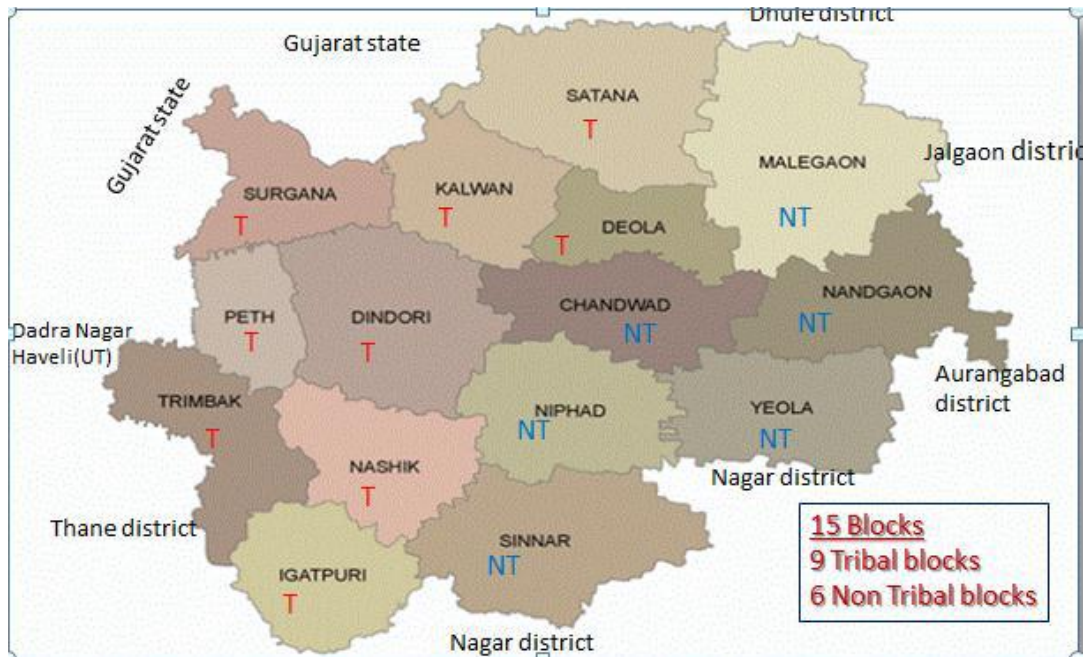 Dhule district
Gujarat state
Gujarat state
SATANA
T
MALEGAON
NT
Jalgaon distric
SURGANA
T
KALWAN
T
DEOLA
T
PETH
T
DINDORI
T
CHANDWAD
NT
NANDGAON
NT
Dadra Nagar
Haveli(UT)
Aurangabad
district
TRIMBAK
T
NIPHAD
NT
YEOLA
NT
NASHIK
T
Nagar district
Thane district
SINNAR
NT
IGATPURI
T
Nagar district
15 Blocks
9 Tribal blocks
6 Non Tribal blocks